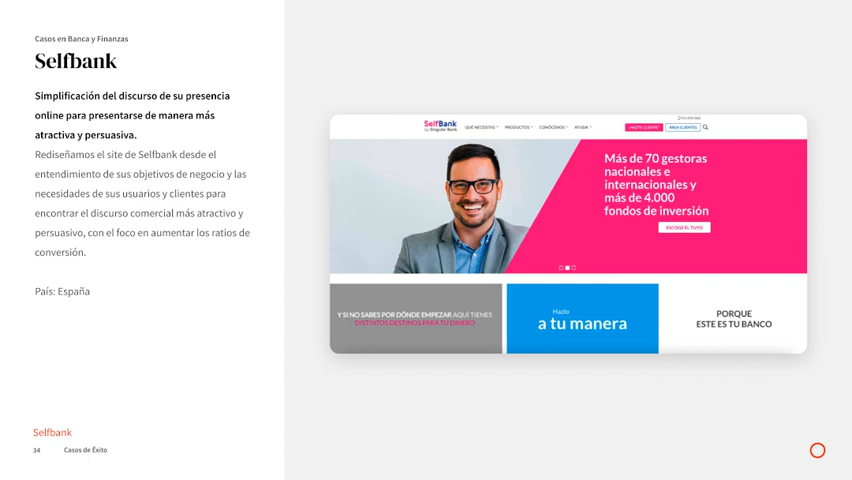 Casos en Banca y Finanzas
Selfbank
Simplificación del discurso de su presencia
online para presentarse de manera más
atractiva y persuasiva.
Rediseñamos el site de Selfbank desde el
entendimiento de sus objetivos de negocio y las
necesidades de sus usuarios y clientes para
encontrar el discurso comercial más atractivo y
persuasivo, con el foco en aumentar los ratios de
conversión.
País: España
Selfbank
34 Casos de Éxito
SelfBank
by Singular Bank
QUÉ NECESITAS PRODUCTOS CONÓCENOS AYUDA
¡HAZTE CLIENTE! ÁREA CLIENTES
Más de 70 gestoras
nacionales e
internacionales y
más de 4.000
fondos de inversión
ESCOGE EL TUYO
Y SI NO SABES POR DÓNDE EMPEZAR AQUÍ TIENES
DISTINTOS DESTINOS PARA TU DINERO
Hazlo
a tu manera
PORQUE
ESTE ES TU BANCO